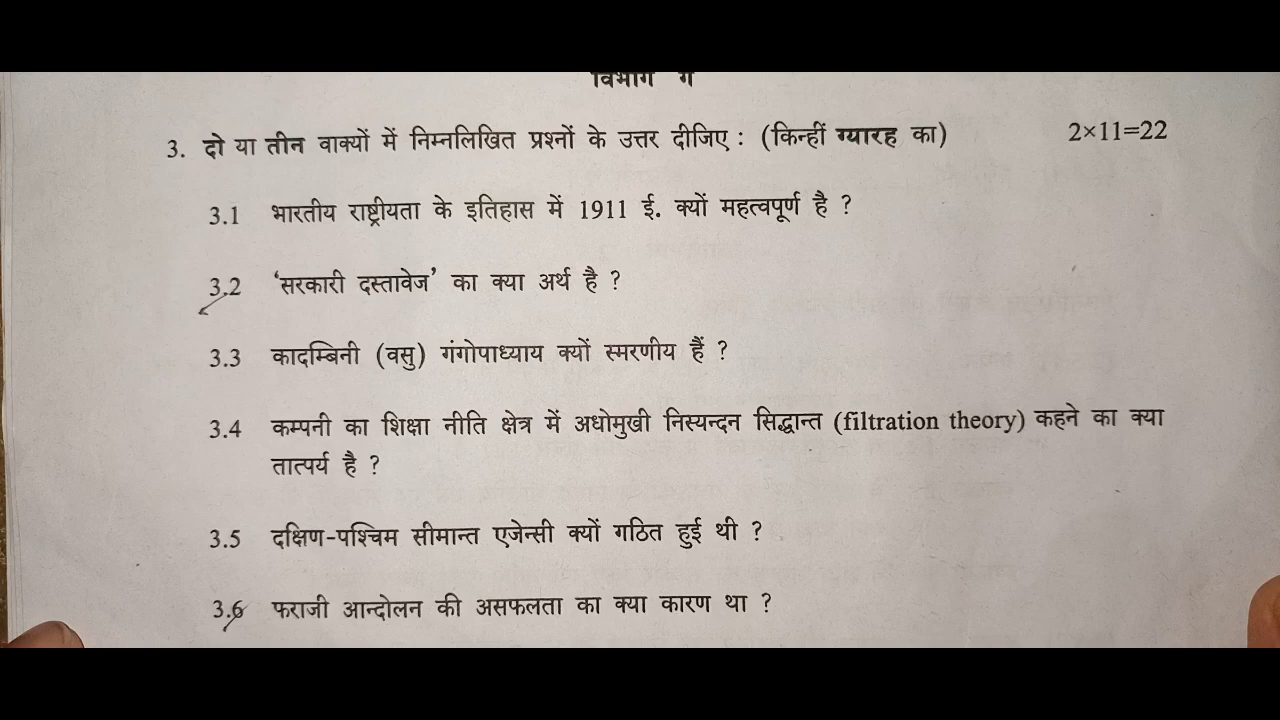 विभाग ग
3. दो या तीन वाक्यों में निम्नलिखित प्रश्नों के उत्तर दीजिए : (किन्हीं ग्यारह का) 2×11=22
3.1 भारतीय राष्ट्रीयता के इतिहास में 1911 ई. क्यों महत्वपूर्ण है ?
3.2 ‘सरकारी दस्तावेज’ का क्या अर्थ है ?
3.3 कादम्बिनी (वसु) गंगोपाध्याय क्यों स्मरणीय हैं ?
3.4 कम्पनी का शिक्षा नीति क्षेत्र में अधोमुखी निस्यन्दन सिद्धान्त (filtration theory) कहने का क्या
तात्पर्य है ?
3.5 दक्षिण-पश्चिम सीमान्त एजेन्सी क्यों गठित हुई थी ?
3.6 फराजी आन्दोलन की असफलता का क्या कारण था ?